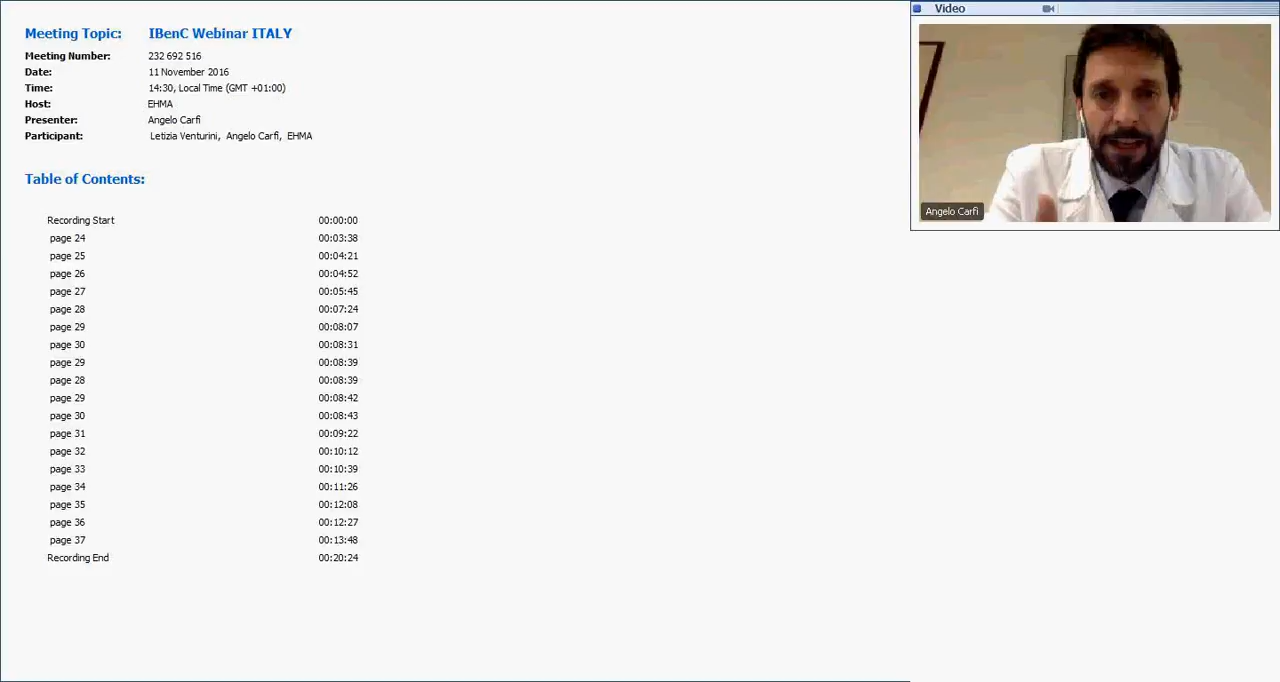 Meeting Topic: IBenC Webinar ITALY
Meeting Number: 232 692 516
Date: 11 November 2016
Time: 14:30, Local Time (GMT +01:00)
Host: EHMA
Presenter: Angelo Carfì
Participant: Letizia Venturini, Angelo Carfì, EHMA
Table of Contents:
Recording Start 00:00:00
page 24 00:03:38
page 25 00:04:21
page 26 00:04:52
page 27 00:05:45
page 28 00:07:24
page 29 00:08:07
page 30 00:08:31
page 29 00:08:39
page 28 00:08:39
page 29 00:08:42
page 30 00:08:43
page 31 00:09:22
page 32 00:10:12
page 33 00:10:39
page 34 00:11:26
page 35 00:12:08
page 36 00:12:27
page 37 00:13:48
Recording End 00:20:24
Video
Angelo Carfì